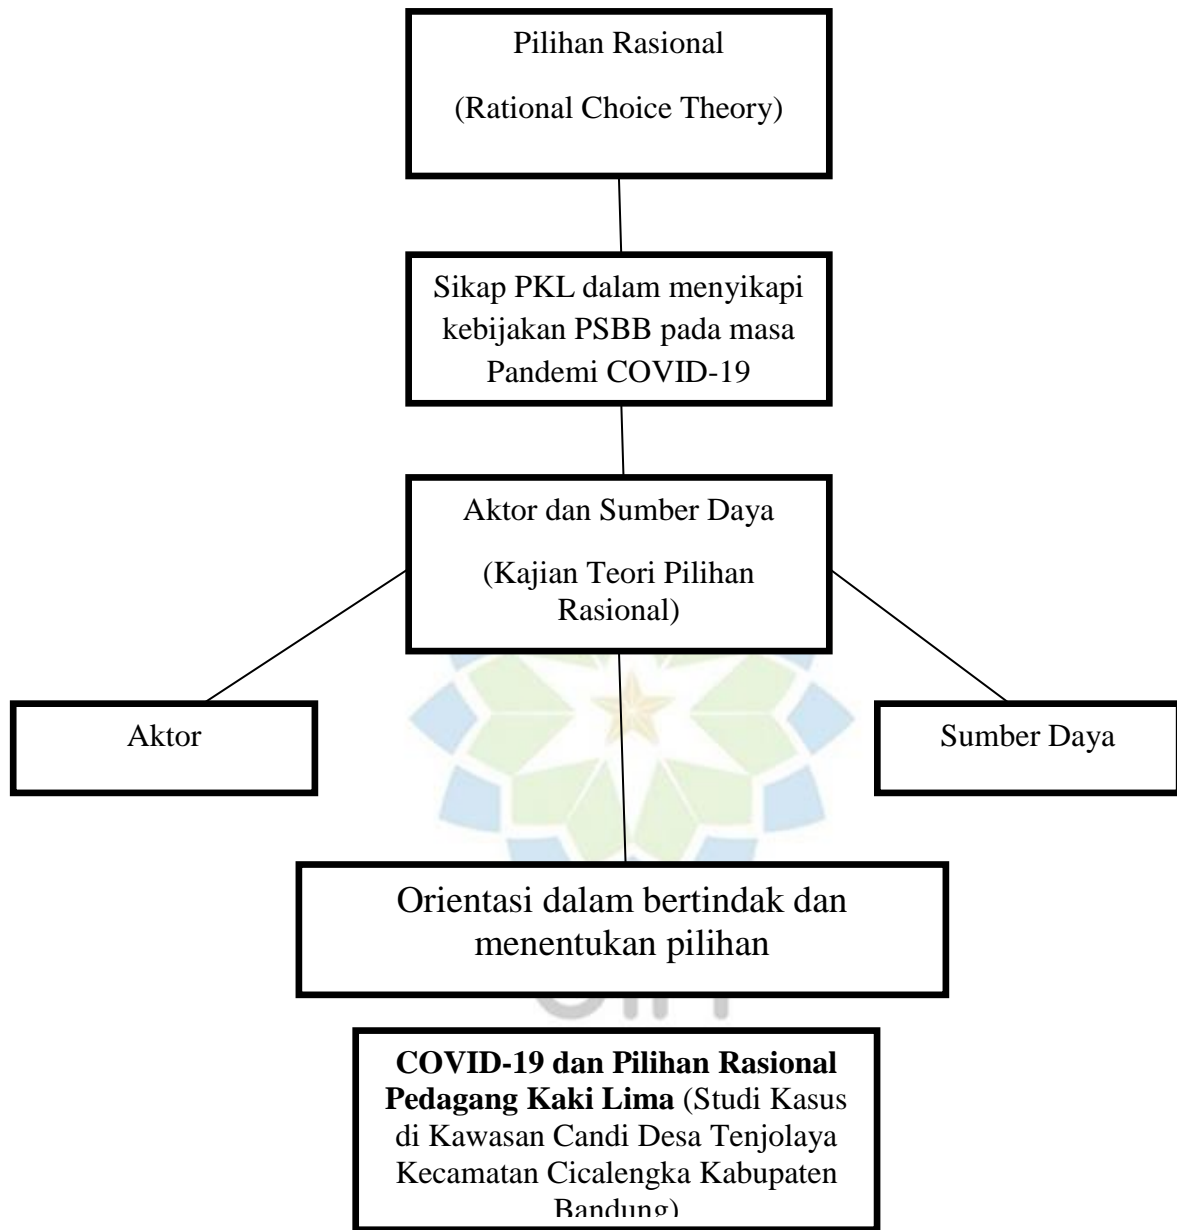 Pilihan Rasional
(Rational Choice Theory)
Sikap PKL dalam menyikapi
kebijakan PSBB pada masa
Pandemi COVID-19
Aktor dan Sumber Daya
(Kajian Teori Pilihan
Rasional)
Aktor
Sumber Daya
Orientasi dalam bertindak dan
menentukan pilihan
COVID-19 dan Pilihan Rasional
Pedagang Kaki Lima (Studi Kasus
di Kawasan Candi Desa Tenjolaya
Kecamatan Cicalengka Kabupaten
Bandung)